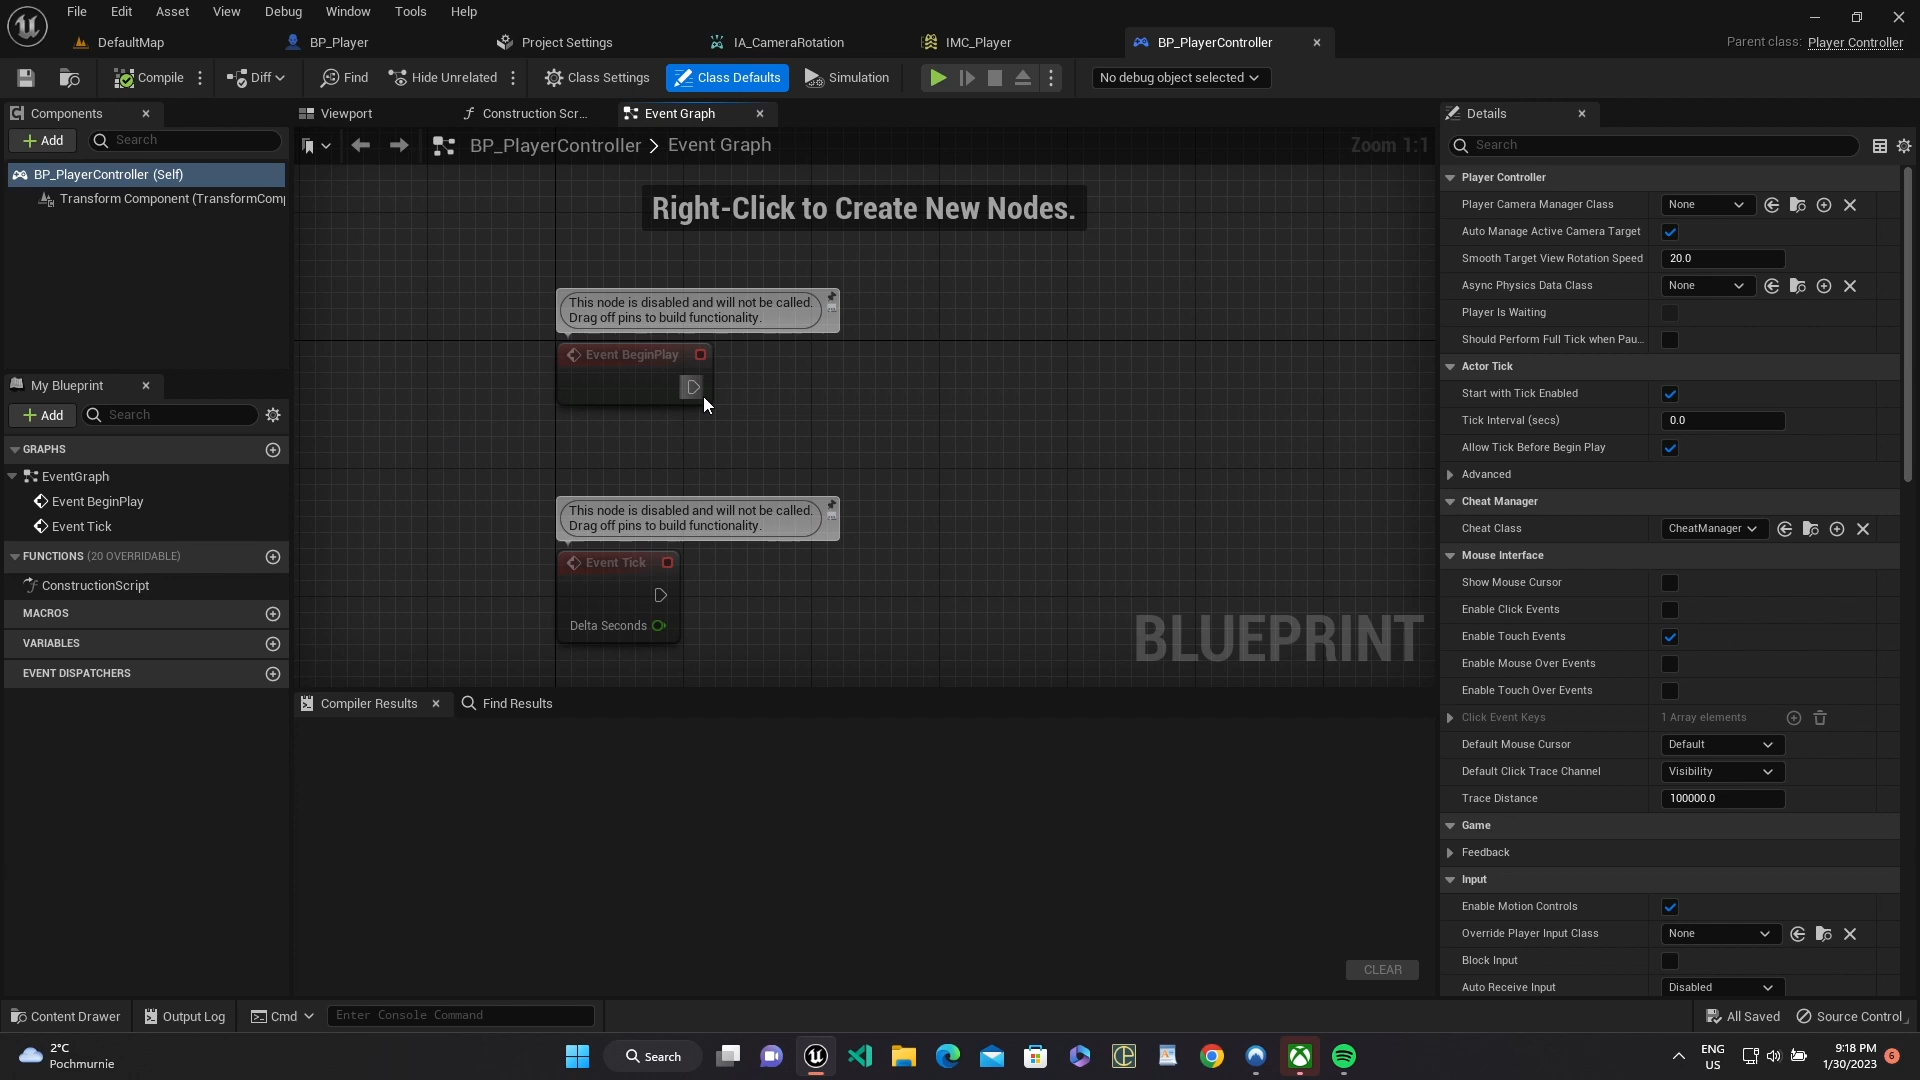 File Edit Asset View Debug Window Tools Help
DefaultMap BP_Player Project Settings IA_CameraRotation IMC_Player BP_PlayerController Parent class: Player Controller
Compile Diff Find Hide Unrelated Class Settings Class Defaults Simulation No debug object selected
Components
Add Search
BP_PlayerController (Self)
Transform Component (TransformComp
My Blueprint
Add Search
GRAPHS
EventGraph
Event BeginPlay
Event Tick
FUNCTIONS (20 OVERRIDABLE)
ConstructionScript
MACROS
VARIABLES
EVENT DISPATCHERS
Viewport Construction Scr... Event Graph
BP_PlayerController > Event Graph Zoom 1:1
Right-Click to Create New Nodes.
This node is disabled and will not be called.
Drag off pins to build functionality.
Event BeginPlay
This node is disabled and will not be called.
Drag off pins to build functionality.
Event Tick
Delta Seconds
BLUEPRINT
Compiler Results Find Results
CLEAR
Details
Search
Player Controller
Player Camera Manager Class None
Auto Manage Active Camera Target
Smooth Target View Rotation Speed 20.0
Async Physics Data Class None
Player Is Waiting
Should Perform Full Tick when Pau...
Actor Tick
Start with Tick Enabled
Tick Interval (secs) 0.0
Allow Tick Before Begin Play
Advanced
Cheat Manager
Cheat Class CheatManager
Mouse Interface
Show Mouse Cursor
Enable Click Events
Enable Touch Events
Enable Mouse Over Events
Enable Touch Over Events
Click Event Keys 1 Array elements
Default Mouse Cursor Default
Default Click Trace Channel Visibility
Trace Distance 100000.0
Game
Feedback
Input
Enable Motion Controls
Override Player Input Class None
Block Input
Auto Receive Input Disabled
Content Drawer Output Log Cmd Enter Console Command All Saved Source Control
2°C
Pochmurnie
Search
ENG
US
9:18 PM
1/30/2023
6